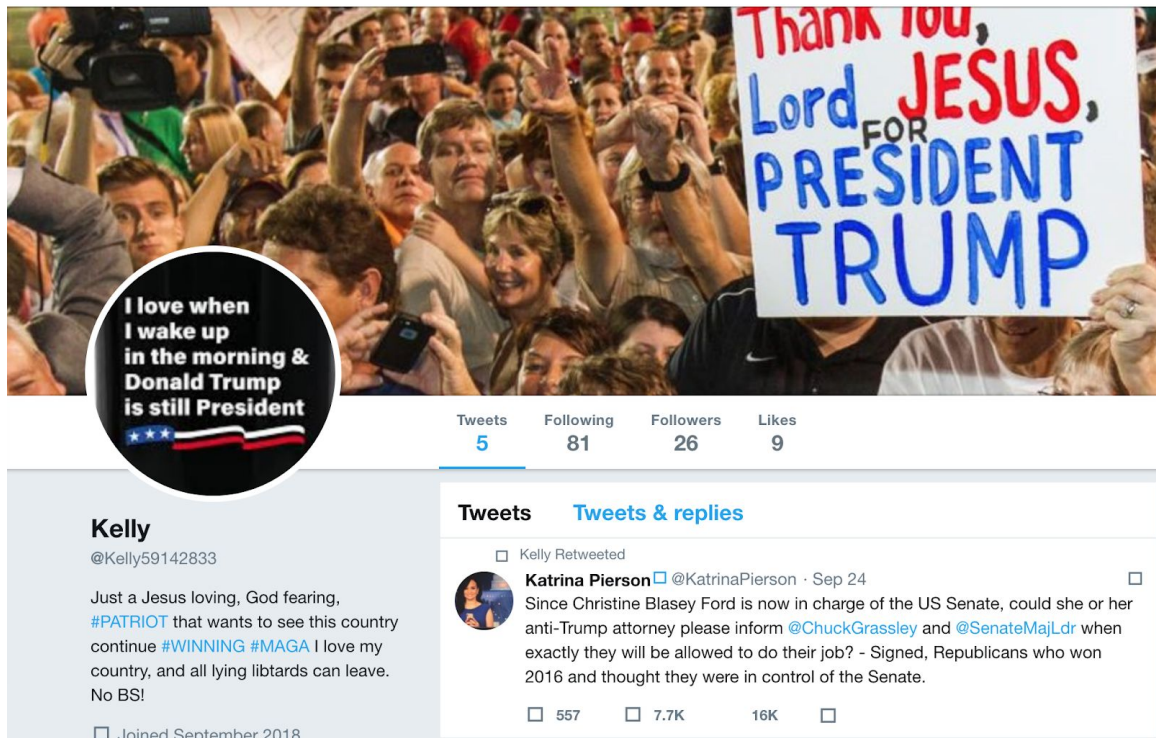 Thank You,
Lord JESUS,
FOR
PRESIDENT
TRUMP
I love when
I wake up
in the morning &
Donald Trump
is still President
Tweets Following Followers Likes
5 81 26 9
Kelly
@Kelly59142833
Just a Jesus loving, God fearing,
#PATRIOT that wants to see this country
continue #WINNING #MAGA I love my
country, and all lying libtards can leave.
No BS!
Joined September 2018
Tweets Tweets & replies
Kelly Retweeted
Katrina Pierson @KatrinaPierson · Sep 24
Since Christine Blasey Ford is now in charge of the US Senate, could she or her
anti-Trump attorney please inform @ChuckGrassley and @SenateMajLdr when
exactly they will be allowed to do their job? - Signed, Republicans who won
2016 and thought they were in control of the Senate.
557 7.7K 16K